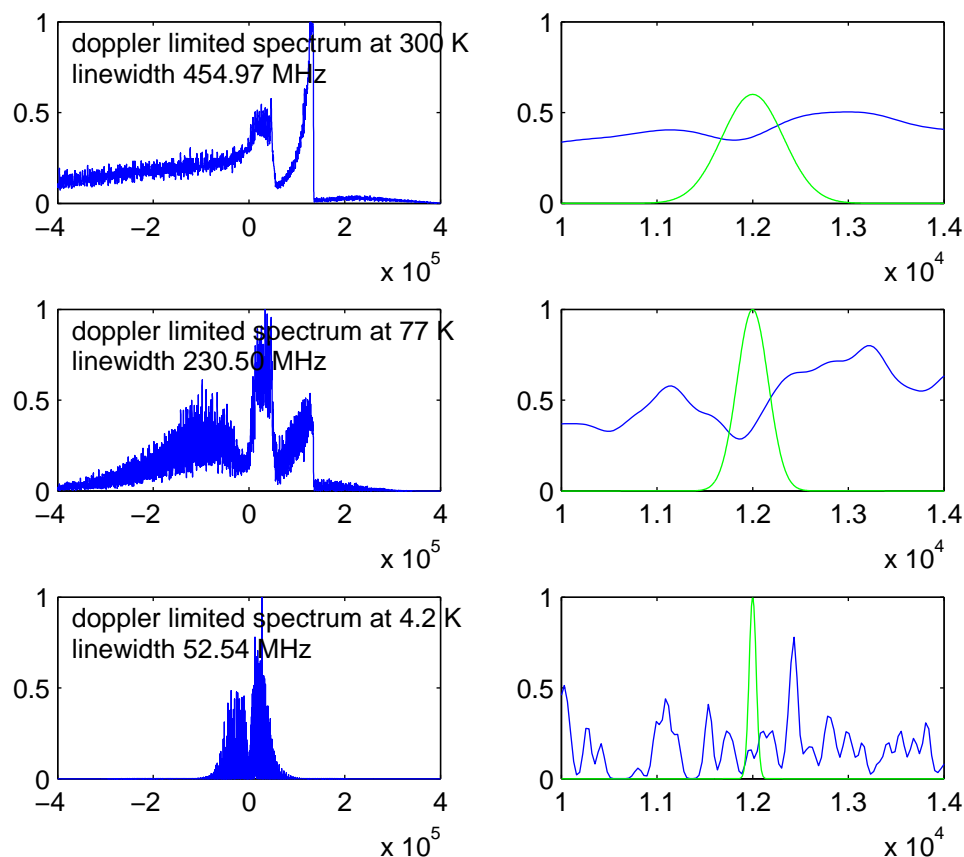 1
doppler limited spectrum at 300 K
linewidth 454.97 MHz
0.5
0
−4 −2 0 2 4
x 10^5
1
0.5
0
1 1.1 1.2 1.3 1.4
x 10^4
1
doppler limited spectrum at 77 K
linewidth 230.50 MHz
0.5
0
−4 −2 0 2 4
x 10^5
1
0.5
0
1 1.1 1.2 1.3 1.4
x 10^4
1
doppler limited spectrum at 4.2 K
linewidth 52.54 MHz
0.5
0
−4 −2 0 2 4
x 10^5
1
0.5
0
1 1.1 1.2 1.3 1.4
x 10^4